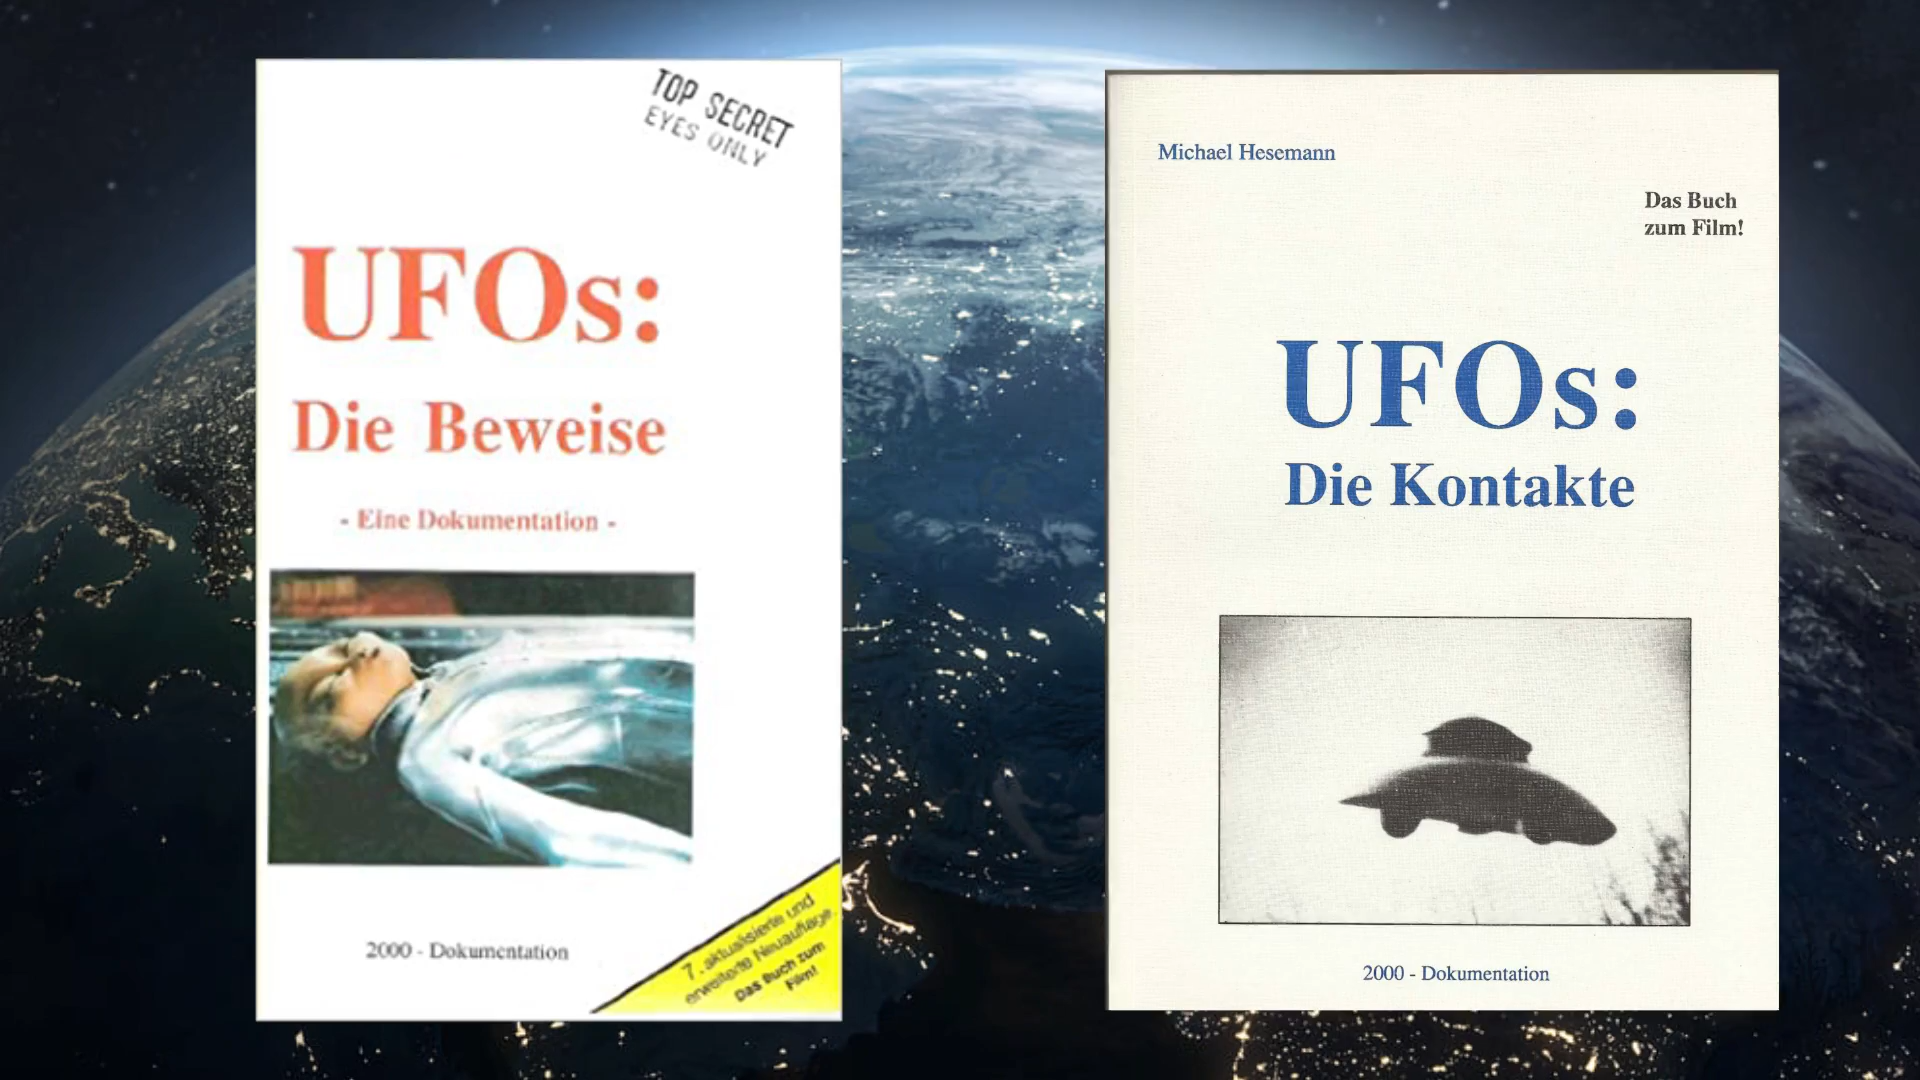 TOP SECRET
EYES ONLY
UFOs:
Die Beweise
- Eine Dokumentation -
2000 - Dokumentation
7. aktualisierte und
erweiterte Neuauflage.
Das Buch zum
Film!
Michael Hesemann
Das Buch
zum Film!
UFOs:
Die Kontakte
2000 - Dokumentation